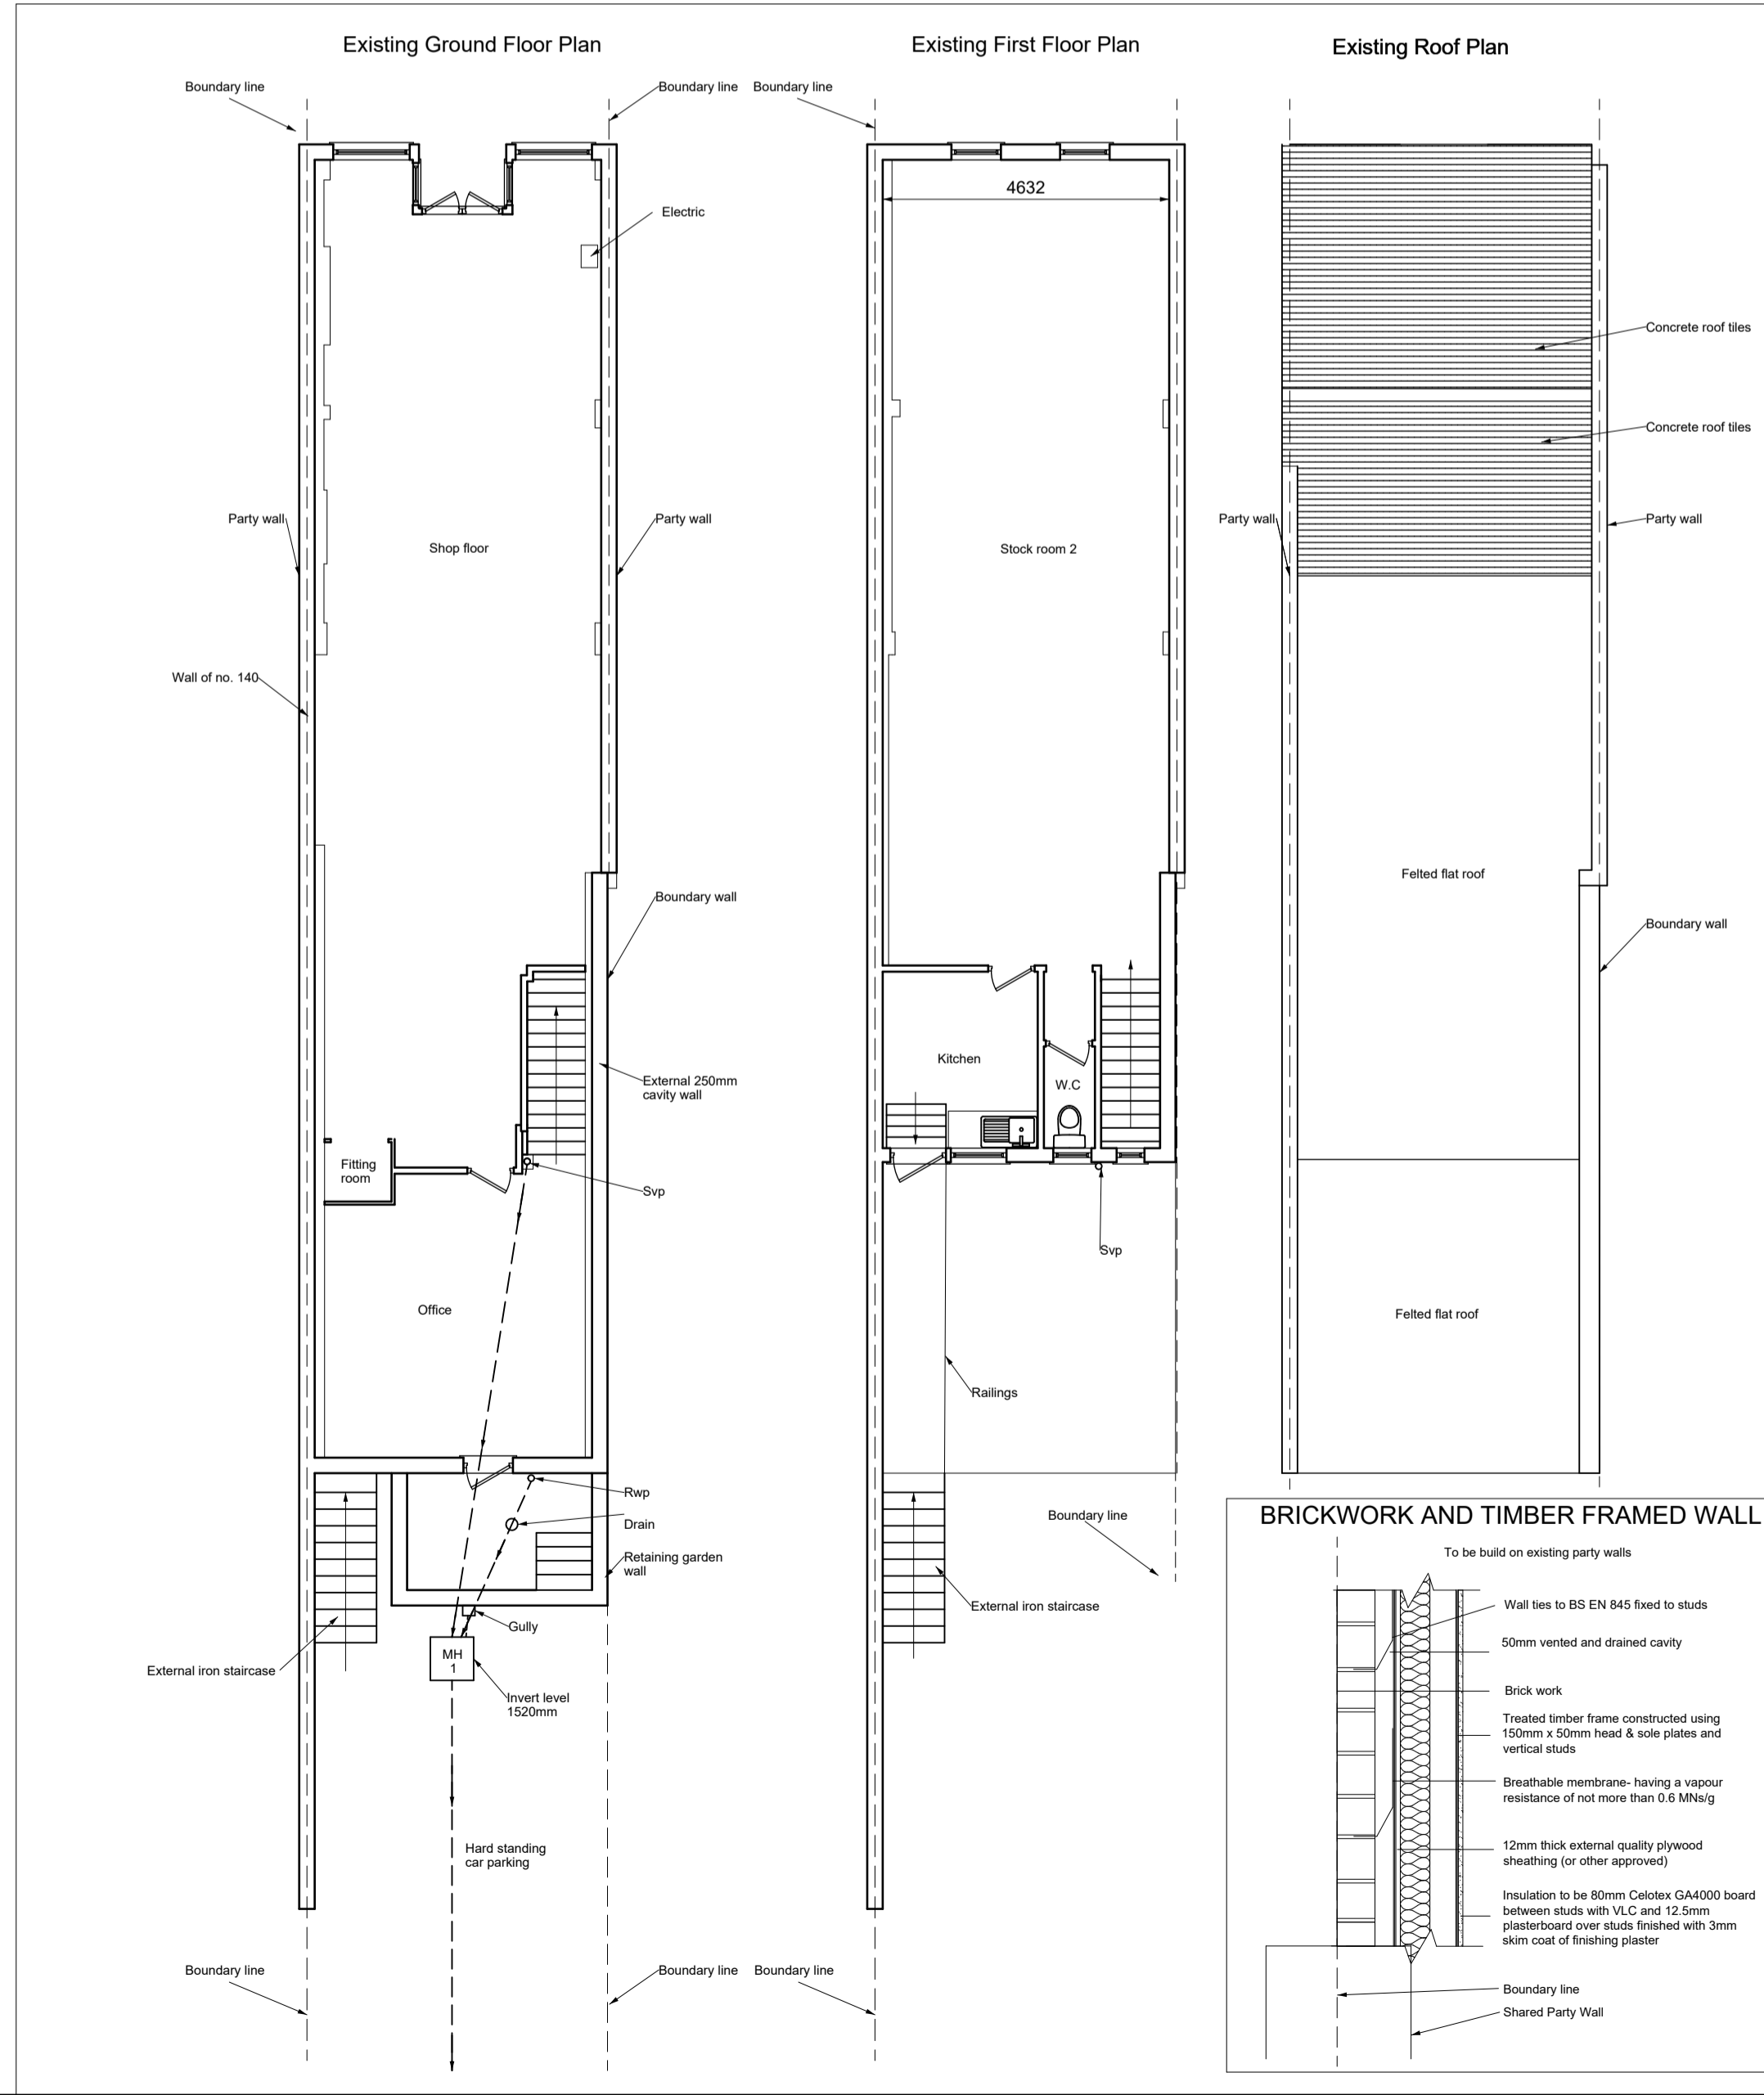 Existing Ground Floor Plan
Boundary line
Boundary line
Electric
Party wall
Party wall
Shop floor
Wall of no. 140
Boundary wall
External 250mm
cavity wall
Fitting
room
Svp
Office
Rwp
Drain
Retaining garden
wall
Gully
External iron staircase
MH
1
Invert level
1520mm
Hard standing
car parking
Boundary line
Boundary line
Existing First Floor Plan
Boundary line
4632
Stock room 2
Kitchen
W.C
Svp
Railings
Boundary line
External iron staircase
Boundary line
Existing Roof Plan
Concrete roof tiles
Concrete roof tiles
Party wall
Party wall
Felted flat roof
Boundary wall
Felted flat roof
BRICKWORK AND TIMBER FRAMED WALL
To be build on existing party walls
Wall ties to BS EN 845 fixed to studs
50mm vented and drained cavity
Brick work
Treated timber frame constructed using
150mm x 50mm head & sole plates and
vertical studs
Breathable membrane- having a vapour
resistance of not more than 0.6 MNs/g
12mm thick external quality plywood
sheathing (or other approved)
Insulation to be 80mm Celotex GA4000 board
between studs with VLC and 12.5mm
plasterboard over studs finished with 3mm
skim coat of finishing plaster
Boundary line
Shared Party Wall